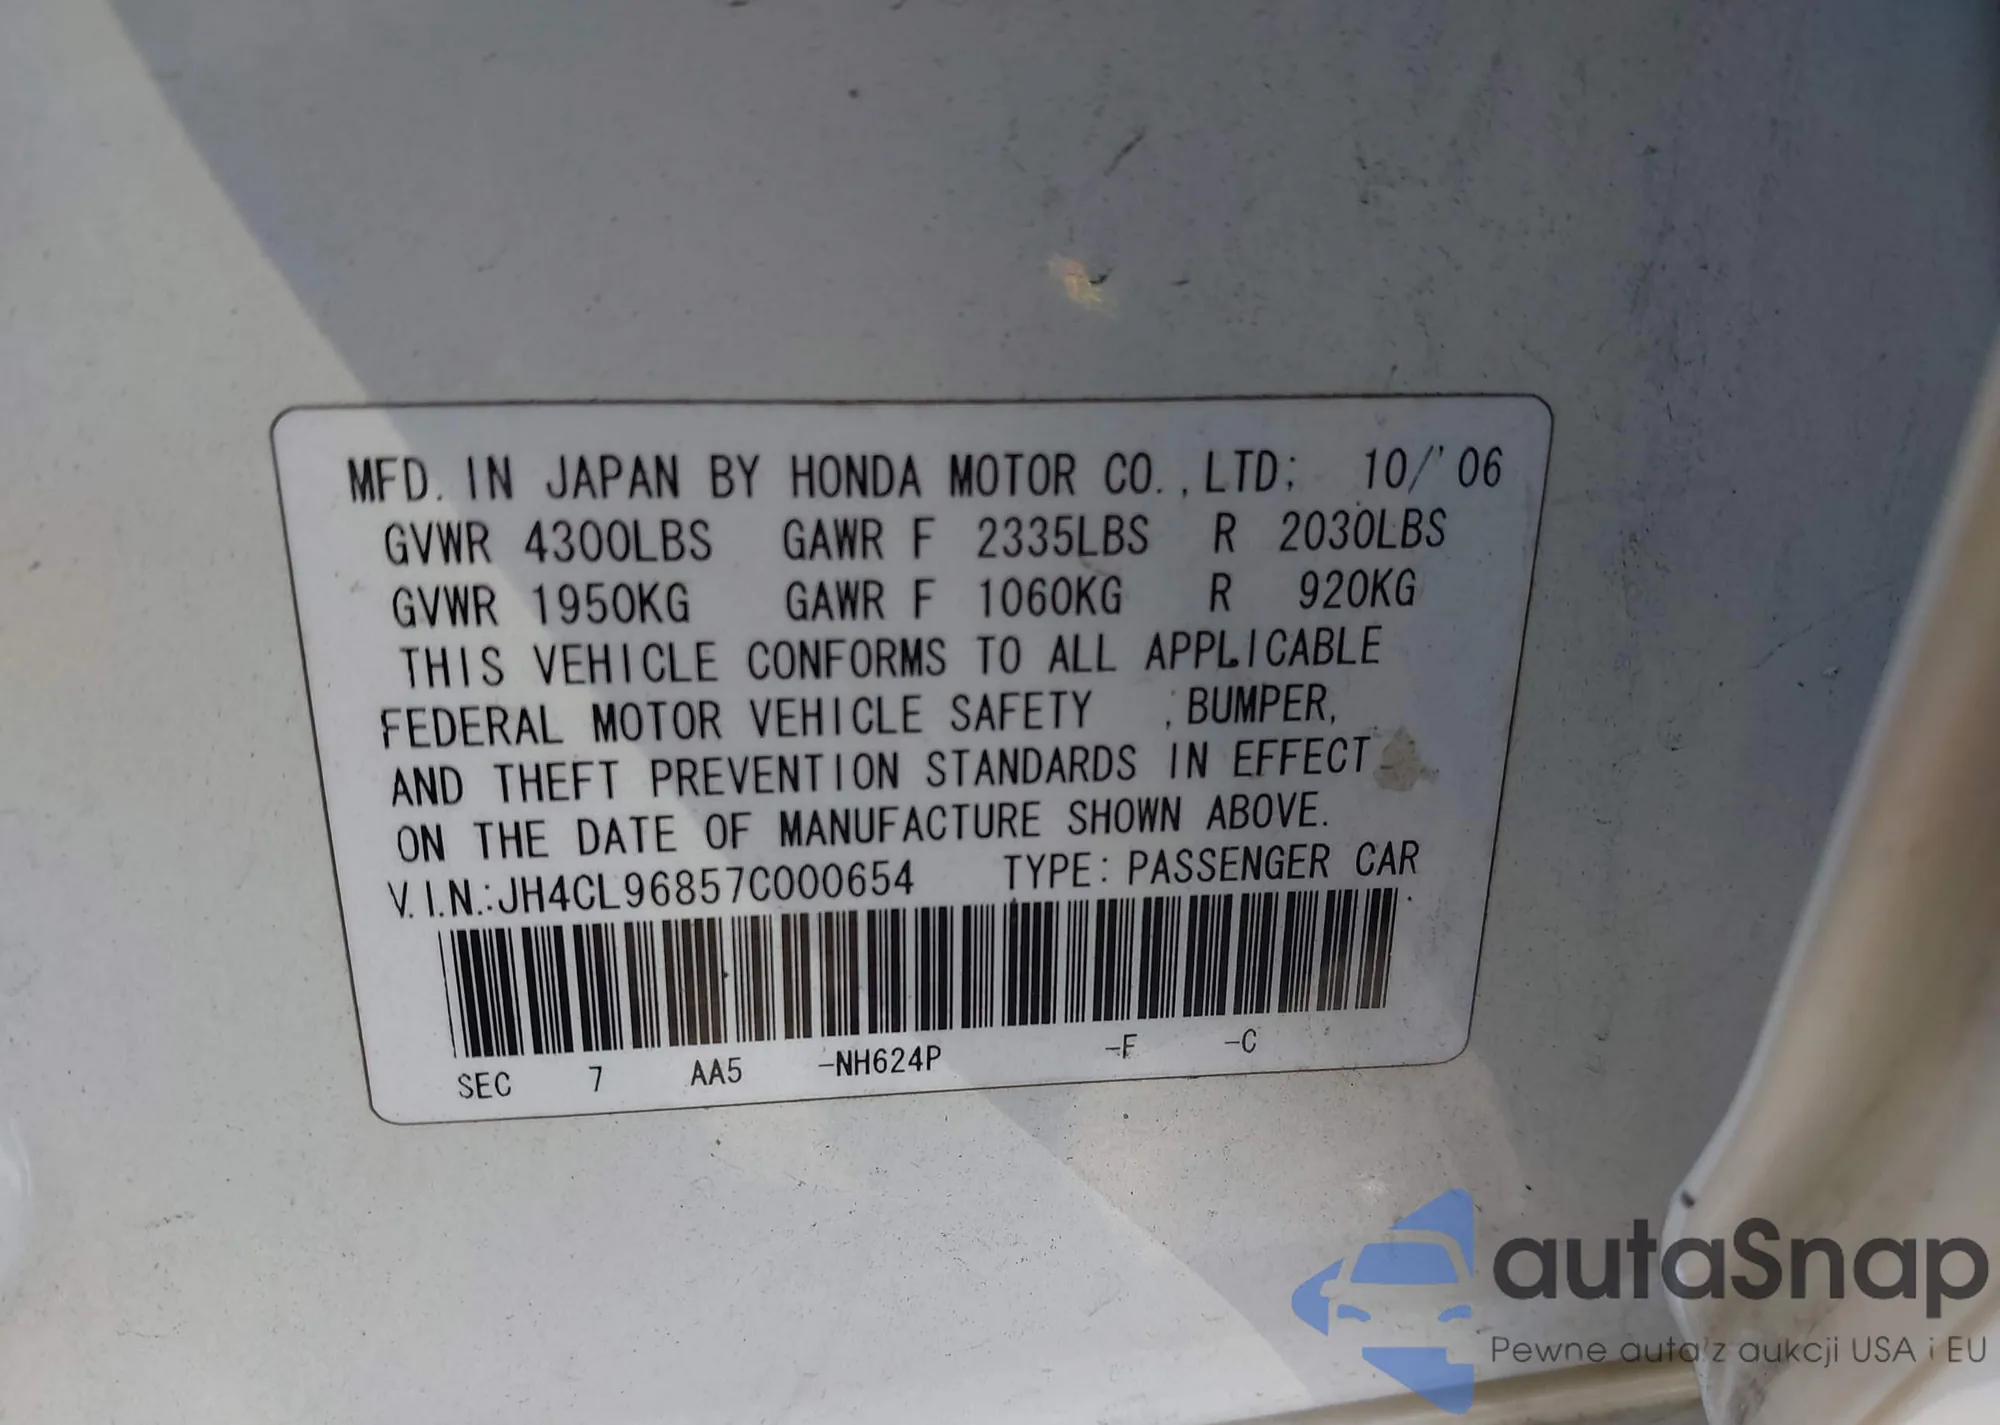 MFD. IN JAPAN BY HONDA MOTOR CO.,LTD; 10/'06
GVWR 4300LBS GAWR F 2335LBS R 2030LBS
GVWR 1950KG GAWR F 1060KG R 920KG
THIS VEHICLE CONFORMS TO ALL APPLICABLE
FEDERAL MOTOR VEHICLE SAFETY ,BUMPER,
AND THEFT PREVENTION STANDARDS IN EFFECT
ON THE DATE OF MANUFACTURE SHOWN ABOVE.
V.I.N.:JH4CL96857C000654 TYPE:PASSENGER CAR
SEC 7 AA5 -NH624P -F -C
autaSnap
Pewne auta z aukcji USA i EU